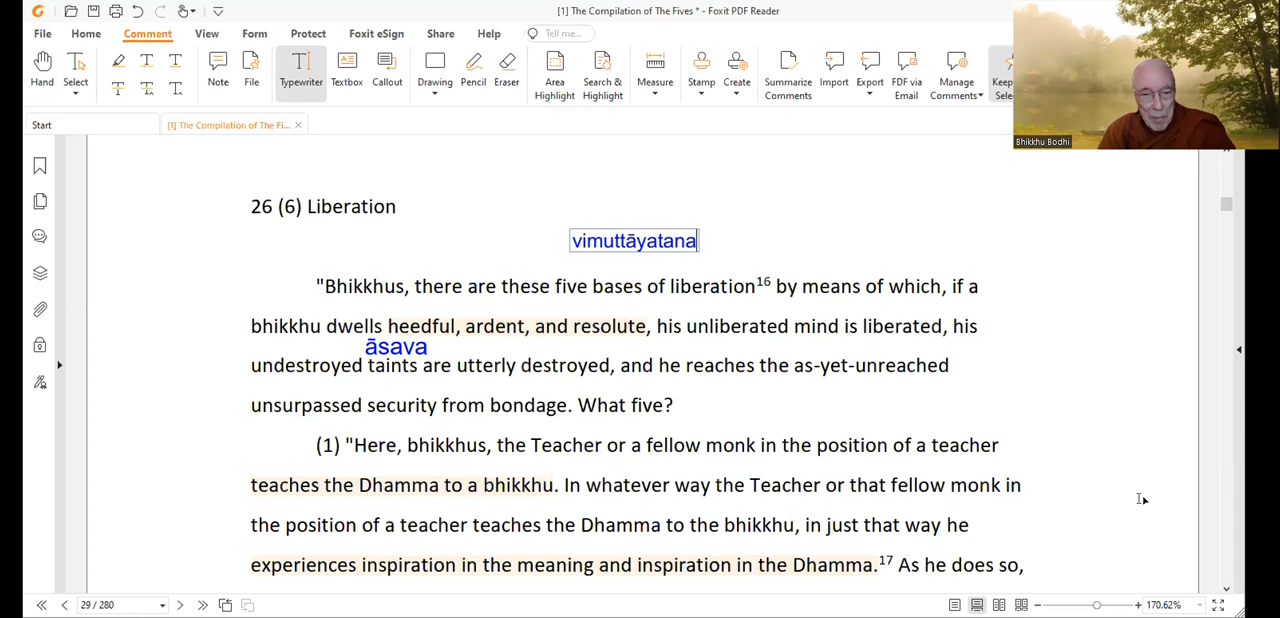 [1] The Compilation of The Fives * - Foxit PDF Reader
File Home Comment View Form Protect Foxit eSign Share Help Tell me...
Hand Select Note File Typewriter Textbox Callout Drawing Pencil Eraser Area Highlight Search & Highlight Measure Stamp Create Summarize Comments Import Export FDF via Email Manage Comments Keep
Bhikkhu Bodhi
Start [1] The Compilation of The Fi...
26 (6) Liberation
vimuttāyatana
"Bhikkhus, there are these five bases of liberation16 by means of which, if a
bhikkhu dwells heedful, ardent, and resolute, his unliberated mind is liberated, his
āsava
undestroyed taints are utterly destroyed, and he reaches the as-yet-unreached
unsurpassed security from bondage. What five?
(1) "Here, bhikkhus, the Teacher or a fellow monk in the position of a teacher
teaches the Dhamma to a bhikkhu. In whatever way the Teacher or that fellow monk in
the position of a teacher teaches the Dhamma to the bhikkhu, in just that way he
experiences inspiration in the meaning and inspiration in the Dhamma.17 As he does so,
29 / 280 170.62%